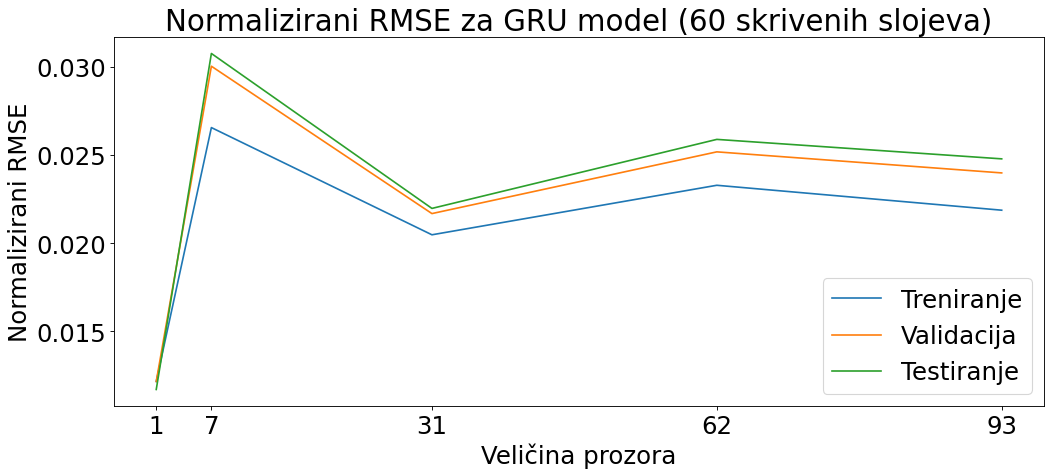 Normalizirani RMSE za GRU model (60 skrivenih slojeva)
Normalizirani RMSE
0.030
0.025
0.020
0.015
Treniranje
Validacija
Testiranje
1 7 31 62 93
Veličina prozora